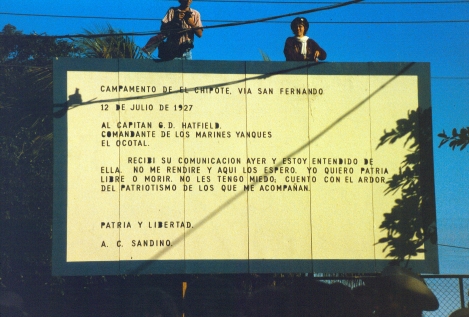 CAMPAMENTO DE EL CHIPOTE. VIA SAN FERNANDO
12 DE JULIO DE 1927
AL CAPITAN G. D. HATFIELD.
COMANDANTE DE LOS MARINES YANQUES
EL OCOTAL.
RECIBI SU COMUNICACION AYER Y ESTOY ENTENDIDO DE
ELLA. NO ME RENDIRE Y AQUI LOS ESPERO. YO QUIERO PATRIA
LIBRE O MORIR. NO LES TENGO MIEDO; CUENTO CON EL ARDOR
DEL PATRIOTISMO DE LOS QUE ME ACOMPAÑAN.
PATRIA Y LIBERTAD.
A. C. SANDINO.